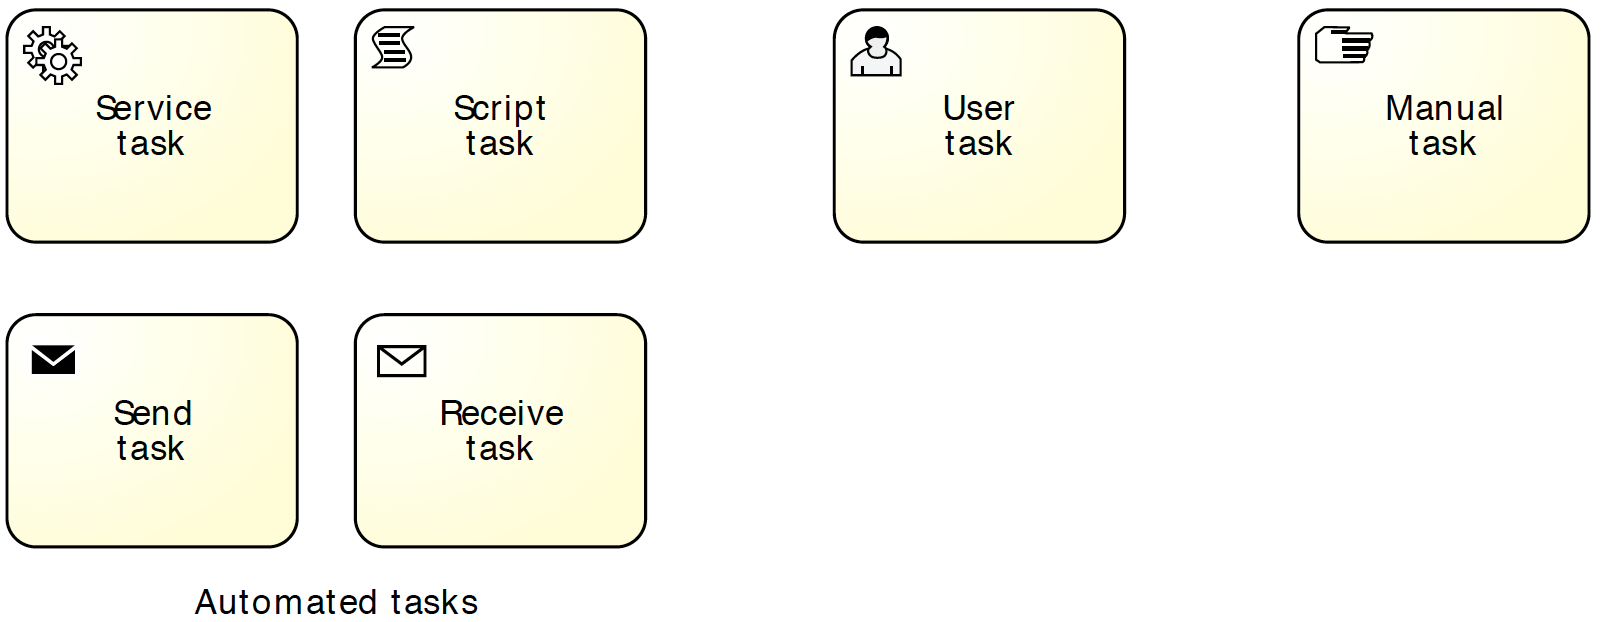 Service
task
Script
task
User
task
Manual
task
Send
task
Receive
task
Automated tasks